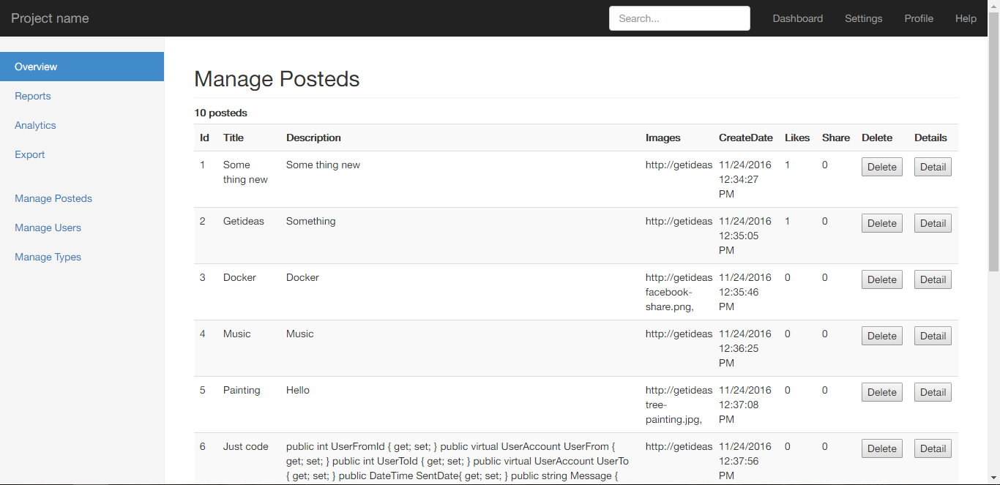 Project name
Search...
Dashboard Settings Profile Help
Overview
Reports
Analytics
Export
Manage Posteds
Manage Users
Manage Types
Manage Posteds
10 posteds
Id Title Description Images CreateDate Likes Share Delete Details
1 Some Some thing new http://getideas 11/24/2016 1 0 Delete Detail
thing new 12:34:27
PM
2 Getideas Something http://getideas 11/24/2016 1 0 Delete Detail
12:35:05
PM
3 Docker Docker http://getideas 11/24/2016 0 0 Delete Detail
facebook- 12:35:46
share.png, PM
4 Music Music http://getideas 11/24/2016 0 0 Delete Detail
12:36:25
PM
5 Painting Hello http://getideas 11/24/2016 0 0 Delete Detail
tree- 12:37:08
painting.jpg, PM
6 Just code public int UserFromId { get; set; } public virtual UserAccount UserFrom { http://getideas 11/24/2016 0 0 Delete Detail
get; set; } public int UserToId { get; set; } public virtual UserAccount UserTo 12:37:56
{ get; set; } public DateTime SentDate{ get; set; } public string Message { PM